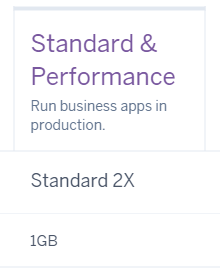 Standard &
Performance
Run business apps in
production.
Standard 2X
1GB